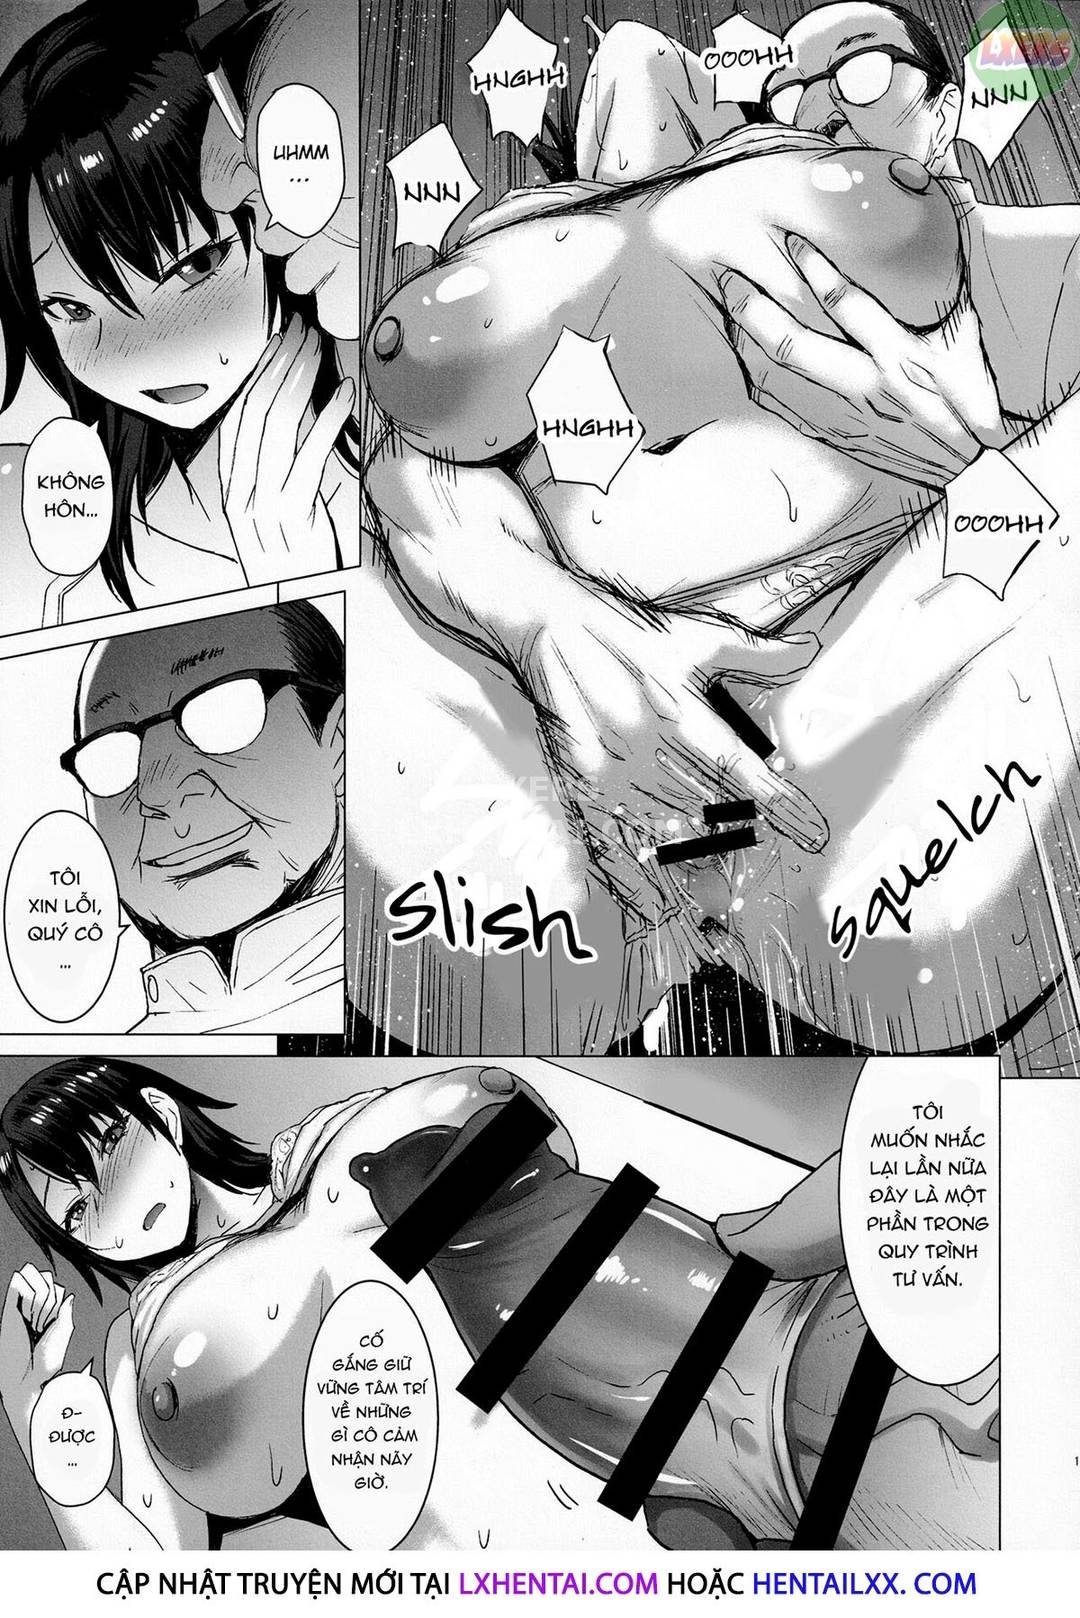 LXERS
NNN
OOOHH
HNGHH
NNN
HNGHH
OOOHH
UHMM
...
KHÔNG
HÔN...
slish
squelch
TÔI
XIN LỖI,
QUÝ CÔ
...
TÔI
MUỐN NHẮC
LẠI LẦN NỮA
ĐÂY LÀ MỘT
PHẦN TRONG
QUY TRÌNH
TƯ VẤN.
CỐ
GẮNG GIỮ
VỮNG TÂM TRÍ
VỀ NHỮNG
GÌ CÔ CẢM
NHẬN NÃY
GIỜ.
Đ-
ĐƯỢC
...
1
CẬP NHẬT TRUYỆN MỚI TẠI LXHENTAI.COM HOẶC HENTAILXX. COM